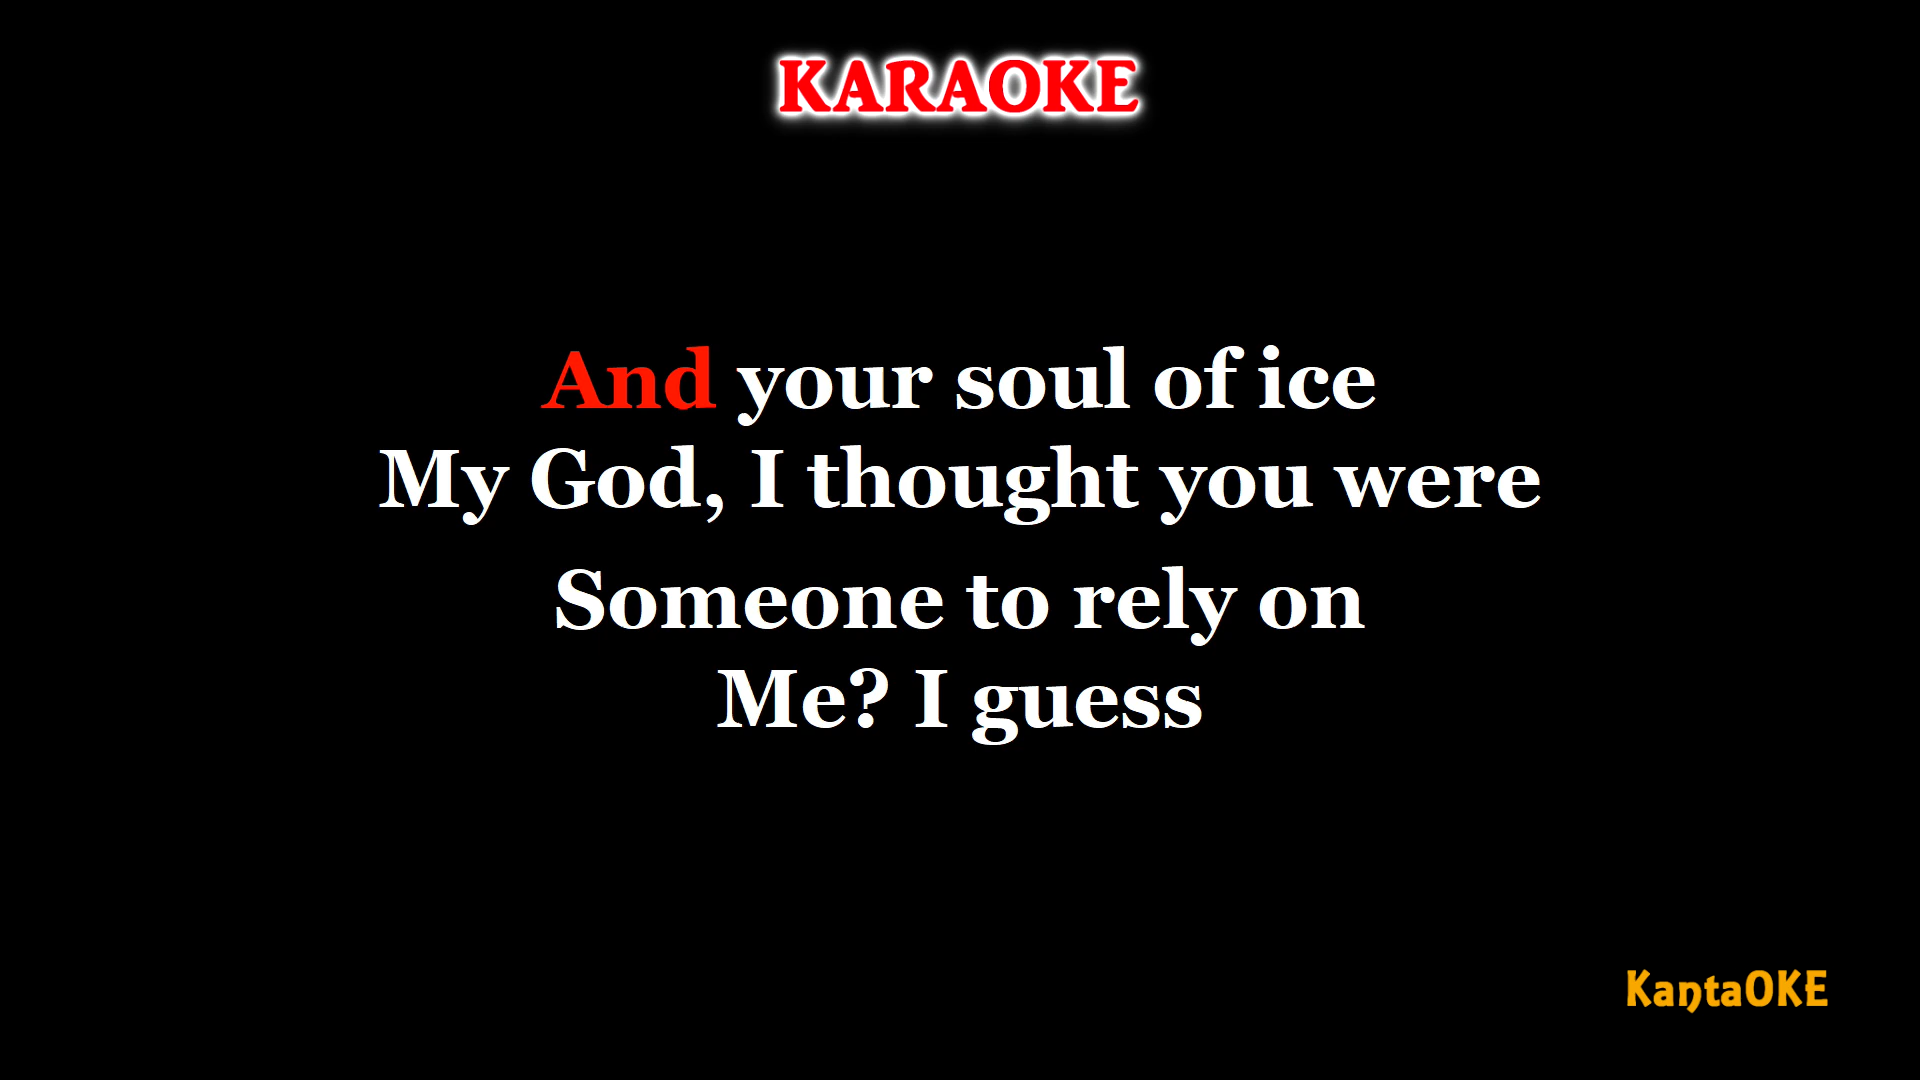 KARAOKE
And your soul of ice
My God, I thought you were
Someone to rely on
Me? I guess
KantaOKE